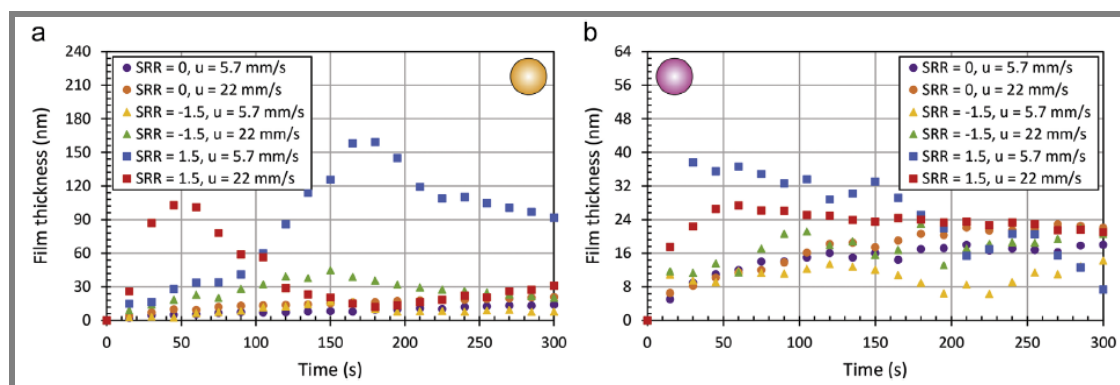 a
240
210
180
150
120
90
60
30
0
Film thickness (nm)
SRR = 0, u = 5.7 mm/s
SRR = 0, u = 22 mm/s
SRR = -1.5, u = 5.7 mm/s
SRR = -1.5, u = 22 mm/s
SRR = 1.5, u = 5.7 mm/s
SRR = 1.5, u = 22 mm/s
0 50 100 150 200 250 300
Time (s)
b
64
56
48
40
32
24
16
8
0
Film thickness (nm)
SRR = 0, u = 5.7 mm/s
SRR = 0, u = 22 mm/s
SRR = -1.5, u = 5.7 mm/s
SRR = -1.5, u = 22 mm/s
SRR = 1.5, u = 5.7 mm/s
SRR = 1.5, u = 22 mm/s
0 50 100 150 200 250 300
Time (s)